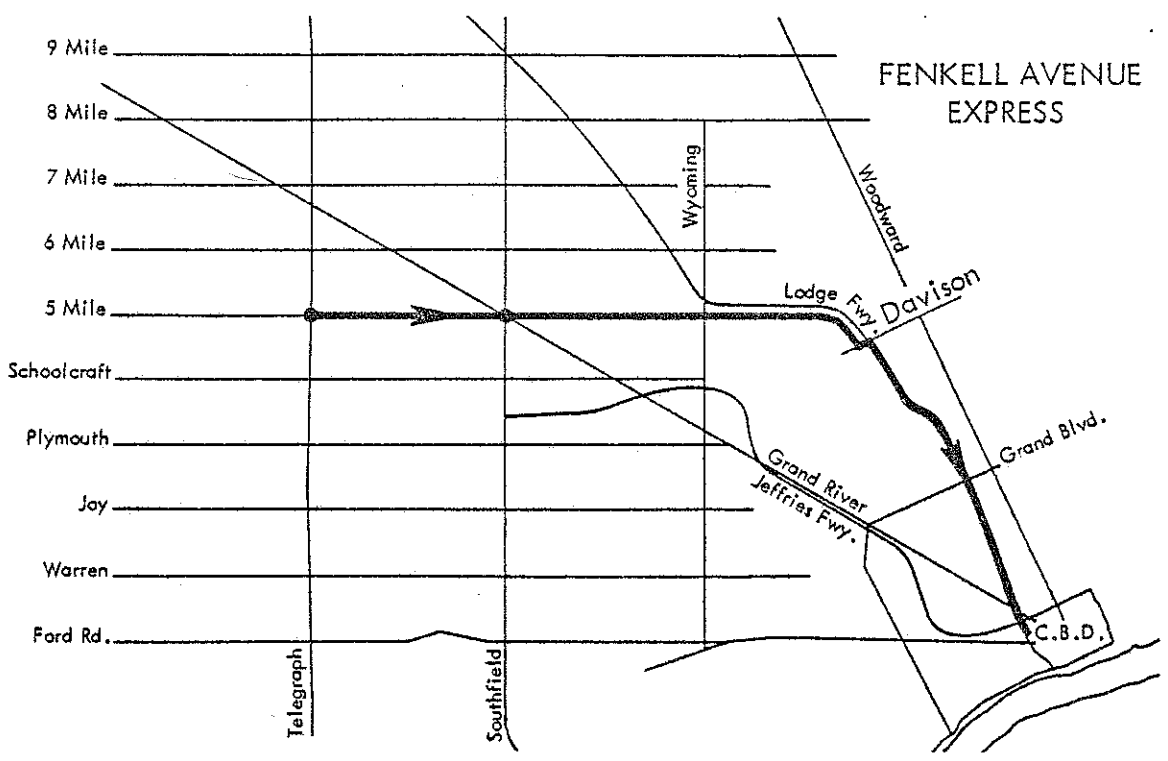 FENKELL AVENUE
EXPRESS
9 Mile
8 Mile
7 Mile
6 Mile
5 Mile
Schoolcraft
Plymouth
Joy
Warren
Ford Rd.
Telegraph
Southfield
Wyoming
Woodward
Lodge Fwy.
Davison
Grand Blvd.
Grand River
Jeffries Fwy.
C.B.D.